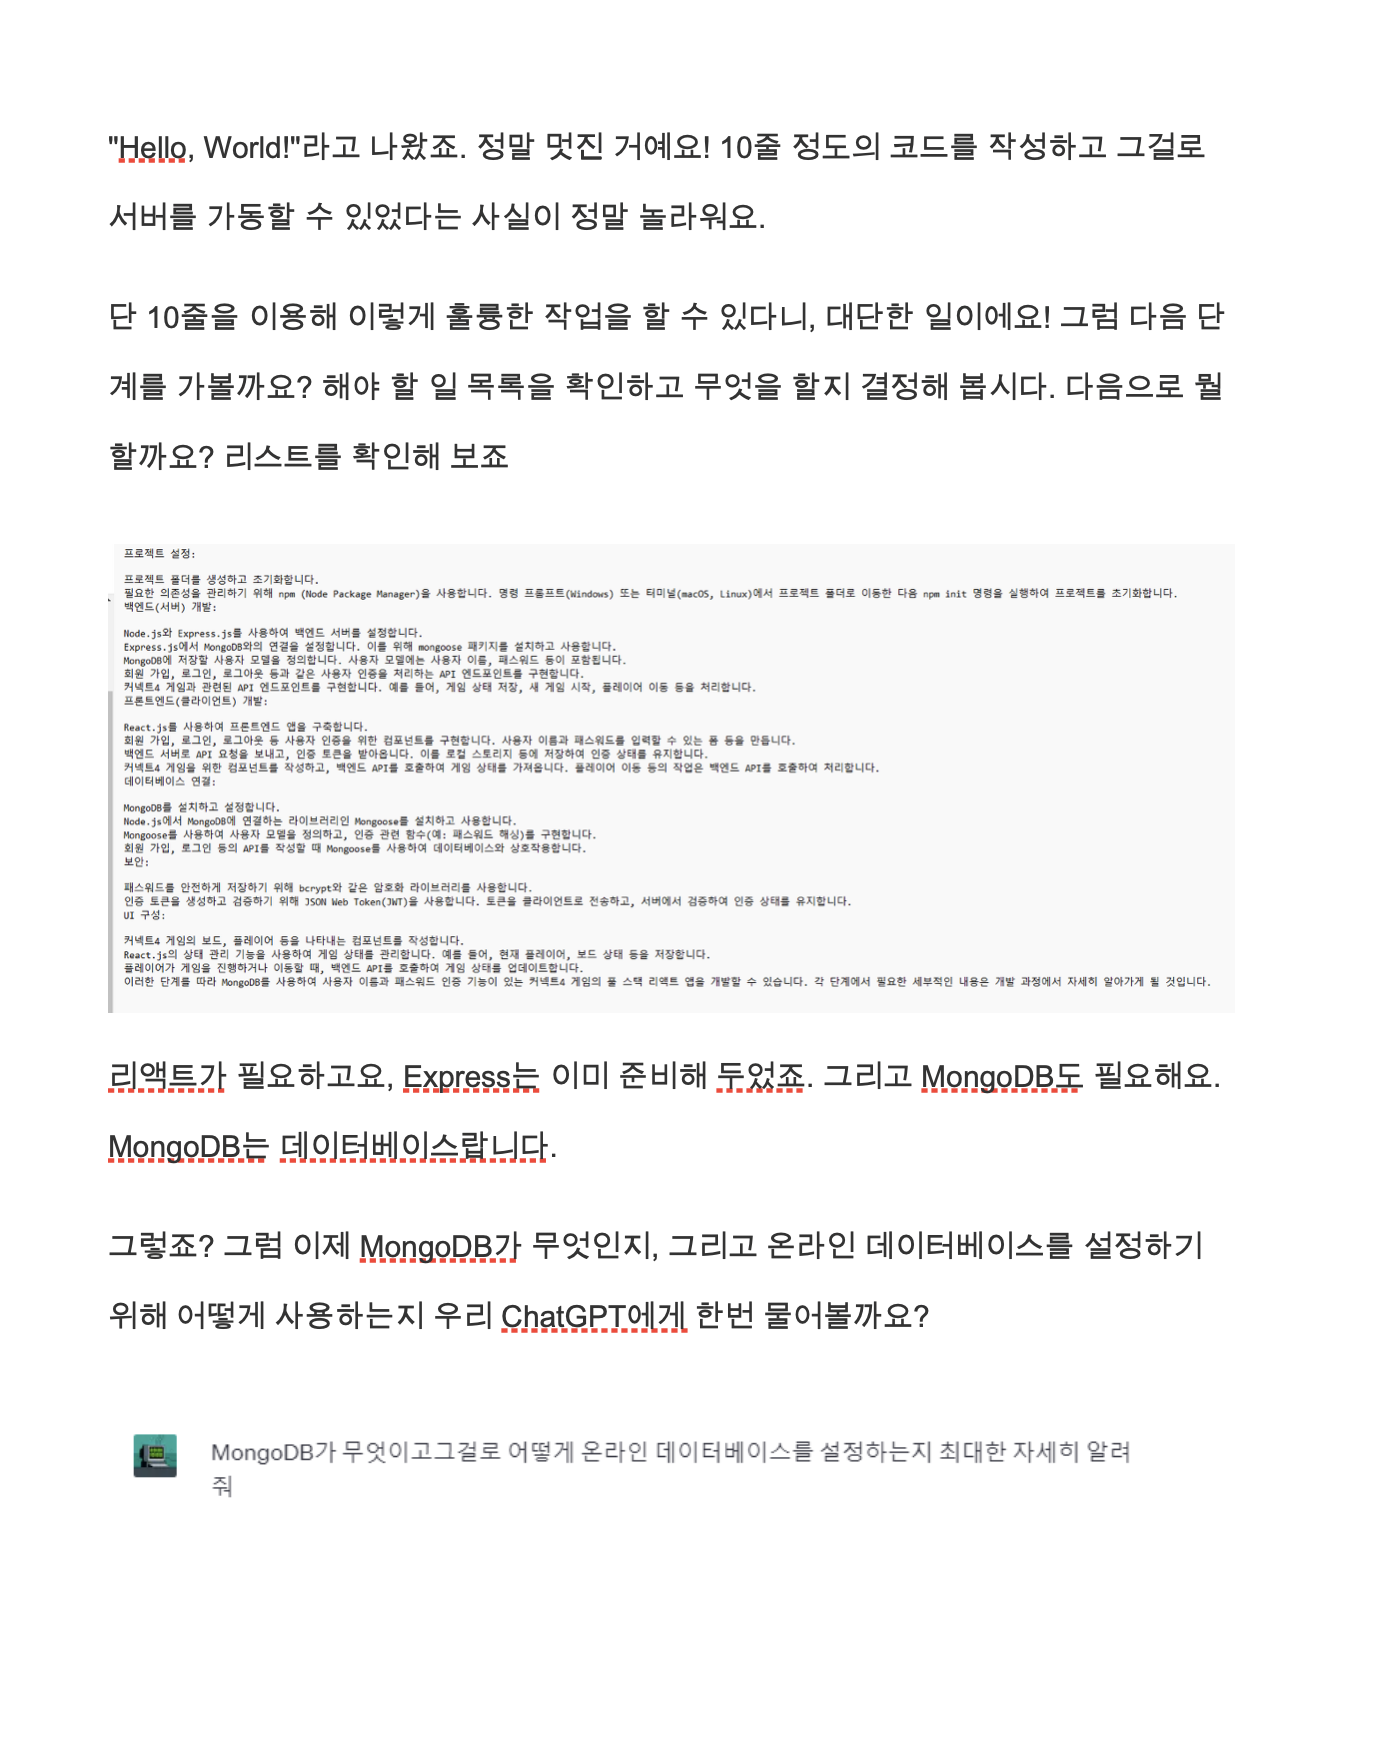 "Hello, World!"라고 나왔죠. 정말 멋진 거예요! 10줄 정도의 코드를 작성하고 그걸로
서버를 가동할 수 있었다는 사실이 정말 놀라워요.
단 10줄을 이용해 이렇게 훌륭한 작업을 할 수 있다니, 대단한 일이에요! 그럼 다음 단
계를 가볼까요? 해야 할 일 목록을 확인하고 무엇을 할지 결정해 봅시다. 다음으로 뭘
할까요? 리스트를 확인해 보죠
프로젝트 설정:
프로젝트 폴더를 생성하고 초기화합니다.
필요한 의존성을 관리하기 위해 npm (Node Package Manager)을 사용합니다. 명령 프롬프트(Windows) 또는 터미널(macOS, Linux)에서 프로젝트 폴더로 이동한 다음 npm init 명령을 실행하여 프로젝트를 초기화합니다.
백엔드(서버) 개발:
Node.js와 Express.js를 사용하여 백엔드 서버를 설정합니다.
Express.js에서 MongoDB와의 연결을 설정합니다. 이를 위해 mongoose 패키지를 설치하고 사용합니다.
MongoDB에 저장할 사용자 모델을 정의합니다. 사용자 모델에는 사용자 이름, 패스워드 등이 포함됩니다.
회원 가입, 로그인, 로그아웃 등과 같은 사용자 인증을 처리하는 API 엔드포인트를 구현합니다.
커넥트4 게임과 관련된 API 엔드포인트를 구현합니다. 예를 들어, 게임 상태 저장, 새 게임 시작, 플레이어 이동 등을 처리합니다.
프론트엔드(클라이언트) 개발:
React.js를 사용하여 프론트엔드 앱을 구축합니다.
회원 가입, 로그인, 로그아웃 등 사용자 인증을 위한 컴포넌트를 구현합니다. 사용자 이름과 패스워드를 입력할 수 있는 폼 등을 만듭니다.
백엔드 서버로 API 요청을 보내고, 인증 토큰을 받아옵니다. 이를 로컬 스토리지 등에 저장하여 인증 상태를 유지합니다.
커넥트4 게임을 위한 컴포넌트를 작성하고, 백엔드 API를 호출하여 게임 상태를 가져옵니다. 플레이어 이동 등의 작업은 백엔드 API를 호출하여 처리합니다.
데이터베이스 연결:
MongoDB를 설치하고 설정합니다.
Node.js에서 MongoDB에 연결하는 라이브러리인 Mongoose를 설치하고 사용합니다.
Mongoose를 사용하여 사용자 모델을 정의하고, 인증 관련 함수(예: 패스워드 해싱)를 구현합니다.
회원 가입, 로그인 등의 API를 작성할 때 Mongoose를 사용하여 데이터베이스와 상호작용합니다.
보안:
패스워드를 안전하게 저장하기 위해 bcrypt와 같은 암호화 라이브러리를 사용합니다.
인증 토큰을 생성하고 검증하기 위해 JSON Web Token(JWT)을 사용합니다. 토큰을 클라이언트로 전송하고, 서버에서 검증하여 인증 상태를 유지합니다.
UI 구성:
커넥트4 게임의 보드, 플레이어 등을 나타내는 컴포넌트를 작성합니다.
React.js의 상태 관리 기능을 사용하여 게임 상태를 관리합니다. 예를 들어, 현재 플레이어, 보드 상태 등을 저장합니다.
플레이어가 게임을 진행하거나 이동할 때, 백엔드 API를 호출하여 게임 상태를 업데이트합니다.
이러한 단계를 따라 MongoDB를 사용하여 사용자 이름과 패스워드 인증 기능이 있는 커넥트4 게임의 풀 스택 리액트 앱을 개발할 수 있습니다. 각 단계에서 필요한 세부적인 내용은 개발 과정에서 자세히 알아가게 될 것입니다.
리액트가 필요하고요, Express는 이미 준비해 두었죠. 그리고 MongoDB도 필요해요.
MongoDB는 데이터베이스랍니다.
그렇죠? 그럼 이제 MongoDB가 무엇인지, 그리고 온라인 데이터베이스를 설정하기
위해 어떻게 사용하는지 우리 ChatGPT에게 한번 물어볼까요?
MongoDB가 무엇이고그걸로 어떻게 온라인 데이터베이스를 설정하는지 최대한 자세히 알려
줘